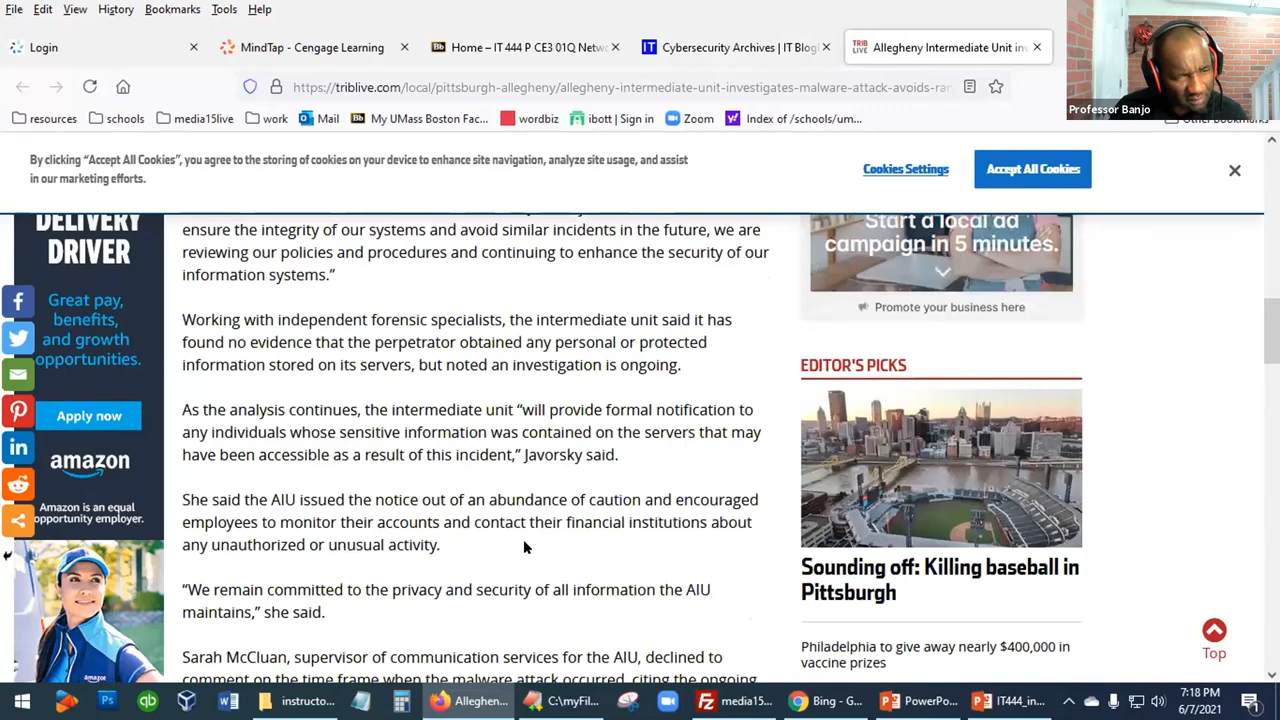 File Edit View History Bookmarks Tools Help
Login
MindTap - Cengage Learning
Home – IT 444 P CE3 01Q Netw
Cybersecurity Archives | IT Blog
TRIB LIVE Allegheny Intermediate Unit inv
https://triblive.com/local/pittsburgh-allegheny/allegheny-intermediate-unit-investigates-malware-attack-avoids-ran
Professor Banjo
resources schools media15live work Mail My UMass Boston Fac... wordbiz ibott | Sign in Zoom Index of /schools/um...
Other Bookmarks
By clicking “Accept All Cookies”, you agree to the storing of cookies on your device to enhance site navigation, analyze site usage, and assist
in our marketing efforts.
Cookies Settings
Accept All Cookies
DELIVERY
DRIVER
Great pay,
benefits,
and growth
opportunities.
Apply now
amazon
Amazon is an equal
opportunity employer.
amazon
ensure the integrity of our systems and avoid similar incidents in the future, we are
reviewing our policies and procedures and continuing to enhance the security of our
information systems.”
Working with independent forensic specialists, the intermediate unit said it has
found no evidence that the perpetrator obtained any personal or protected
information stored on its servers, but noted an investigation is ongoing.
As the analysis continues, the intermediate unit “will provide formal notification to
any individuals whose sensitive information was contained on the servers that may
have been accessible as a result of this incident,” Javorsky said.
She said the AIU issued the notice out of an abundance of caution and encouraged
employees to monitor their accounts and contact their financial institutions about
any unauthorized or unusual activity.
“We remain committed to the privacy and security of all information the AIU
maintains,” she said.
Sarah McCluan, supervisor of communication services for the AIU, declined to
comment on the time frame when the malware attack occurred, citing the ongoing
Start a local ad
campaign in 5 minutes.
Promote your business here
EDITOR'S PICKS
Sounding off: Killing baseball in
Pittsburgh
Philadelphia to give away nearly $400,000 in
vaccine prizes
Top
instructo...
Alleghen...
C:\myFil...
media15...
Bing - G...
PowerPo...
IT444_in...
7:18 PM
6/7/2021